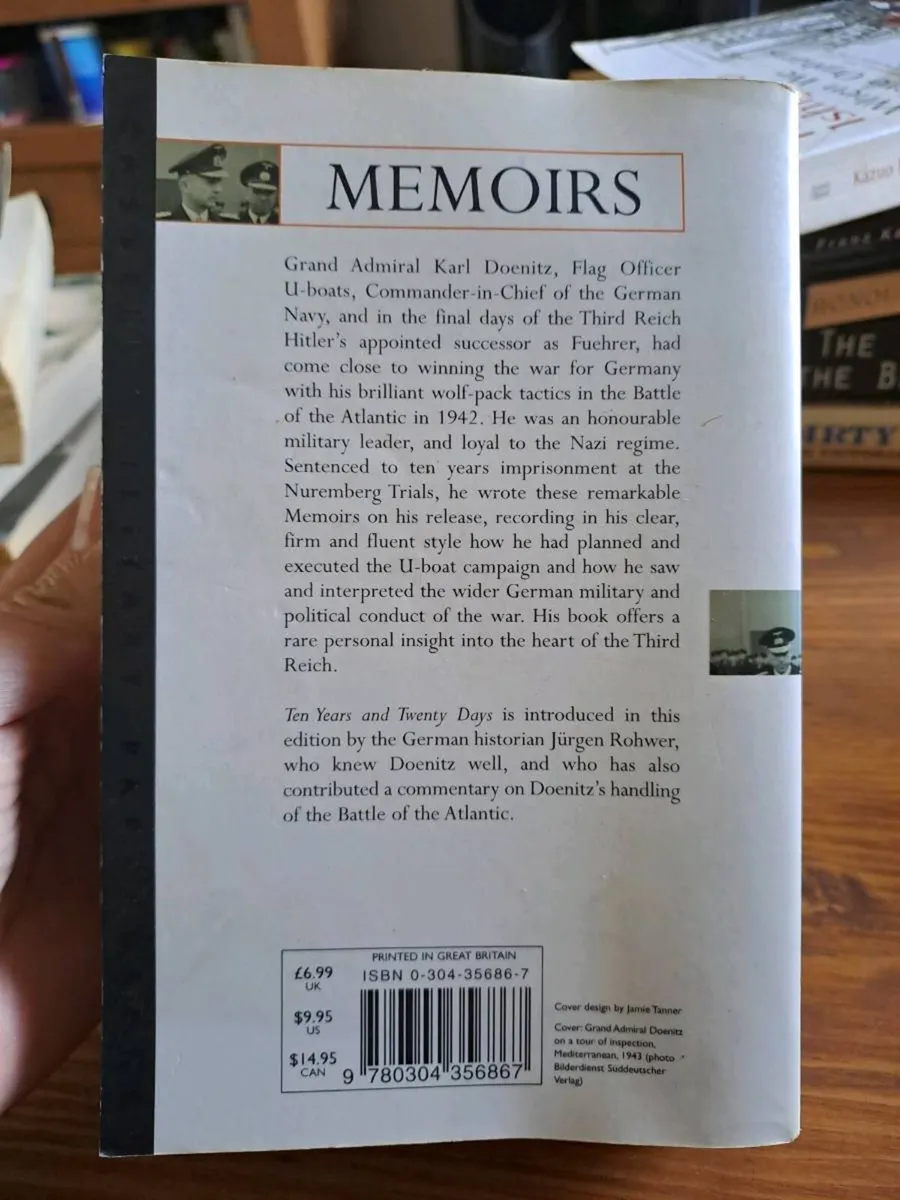 MEMOIRS
Grand Admiral Karl Doenitz, Flag Officer
U-boats, Commander-in-Chief of the German
Navy, and in the final days of the Third Reich
Hitler's appointed successor as Fuehrer, had
come close to winning the war for Germany
with his brilliant wolf-pack tactics in the Battle
of the Atlantic in 1942. He was an honourable
military leader, and loyal to the Nazi regime.
Sentenced to ten years imprisonment at the
Nuremberg Trials, he wrote these remarkable
Memoirs on his release, recording in his clear,
firm and fluent style how he had planned and
executed the U-boat campaign and how he saw
and interpreted the wider German military and
political conduct of the war. His book offers a
rare personal insight into the heart of the Third
Reich.
Ten Years and Twenty Days is introduced in this
edition by the German historian Jürgen Rohwer,
who knew Doenitz well, and who has also
contributed a commentary on Doenitz's handling
of the Battle of the Atlantic.
PRINTED IN GREAT BRITAIN
ISBN 0-304-35686-7
£6.99
UK
$9.95
US
$14.95
CAN
9 780304 356867
Cover design by Jamie Tanner
Cover: Grand Admiral Doenitz
on a tour of inspection,
Mediterranean, 1943 (photo
Bilderdienst Süddeutscher
Verlag)
Kazuo
Franz
THE
THE